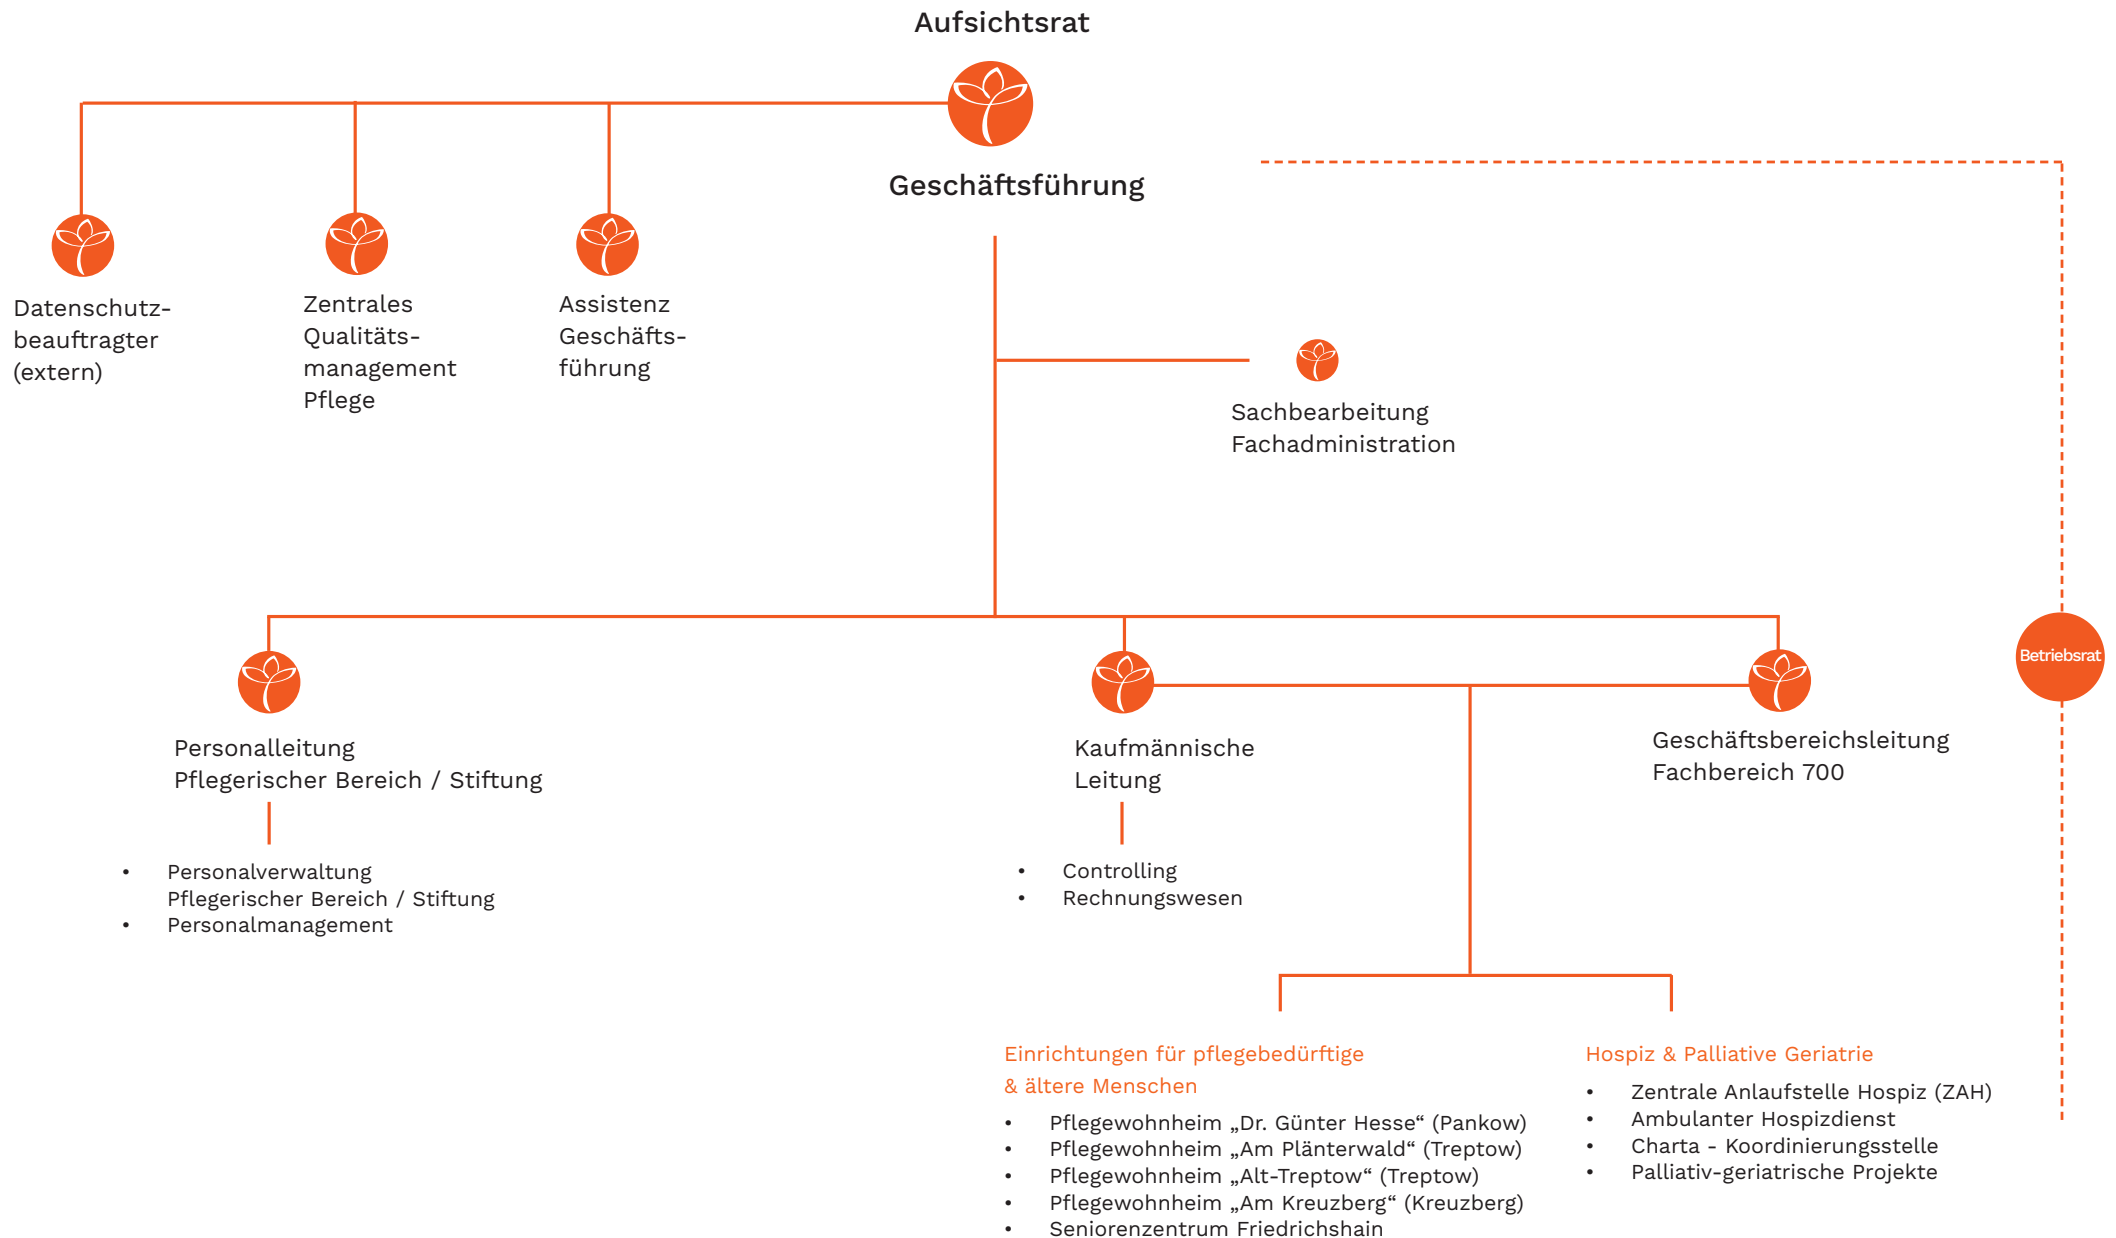 Aufsichtsrat
Geschäftsführung
Datenschutz-
beauftragter
(extern)
Zentrales
Qualitäts-
management
Pflege
Assistenz
Geschäfts-
führung
Sachbearbeitung
Fachadministration
Betriebsrat
Personalleitung
Pflegerischer Bereich / Stiftung
• Personalverwaltung
Pflegerischer Bereich / Stiftung
• Personalmanagement
Kaufmännische
Leitung
• Controlling
• Rechnungswesen
Geschäftsbereichsleitung
Fachbereich 700
Einrichtungen für pflegebedürftige
& ältere Menschen
• Pflegewohnheim „Dr. Günter Hesse“ (Pankow)
• Pflegewohnheim „Am Plänterwald“ (Treptow)
• Pflegewohnheim „Alt-Treptow“ (Treptow)
• Pflegewohnheim „Am Kreuzberg“ (Kreuzberg)
• Seniorenzentrum Friedrichshain
Hospiz & Palliative Geriatrie
• Zentrale Anlaufstelle Hospiz (ZAH)
• Ambulanter Hospizdienst
• Charta - Koordinierungsstelle
• Palliativ-geriatrische Projekte